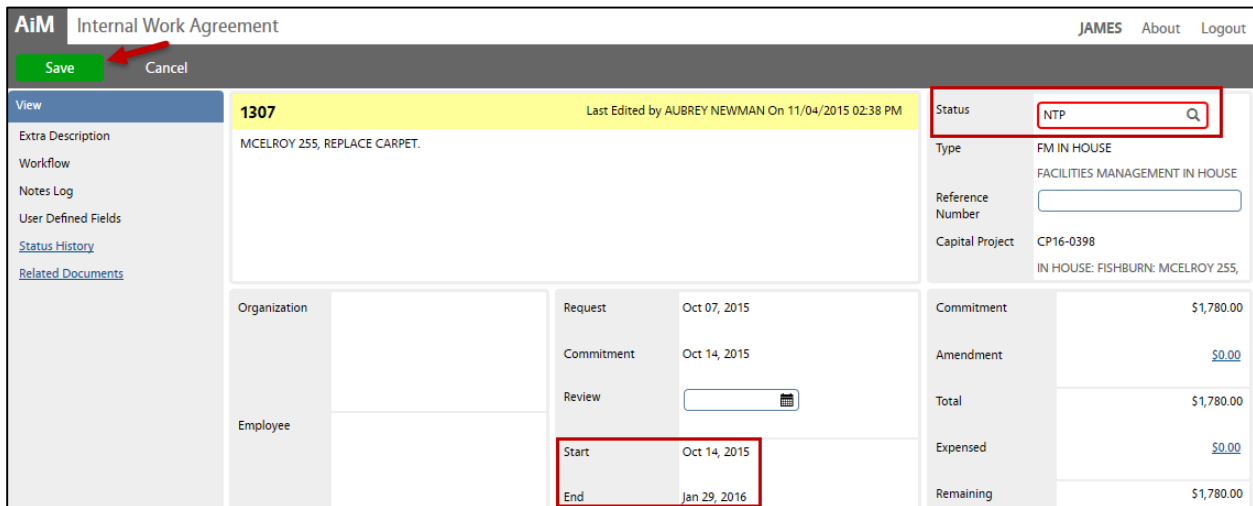 AiM Internal Work Agreement JAMES About Logout
Save Cancel
View
Extra Description
Workflow
Notes Log
User Defined Fields
Status History
Related Documents
1307 Last Edited by AUBREY NEWMAN On 11/04/2015 02:38 PM
MCELROY 255, REPLACE CARPET.
Status NTP
Type FM IN HOUSE
FACILITIES MANAGEMENT IN HOUSE
Reference
Number
Capital Project CP16-0398
IN HOUSE: FISHBURN: MCELROY 255,
Organization
Employee
Request Oct 07, 2015
Commitment Oct 14, 2015
Review
Start Oct 14, 2015
End Jan 29, 2016
Commitment $1,780.00
Amendment $0.00
Total $1,780.00
Expensed $0.00
Remaining $1,780.00